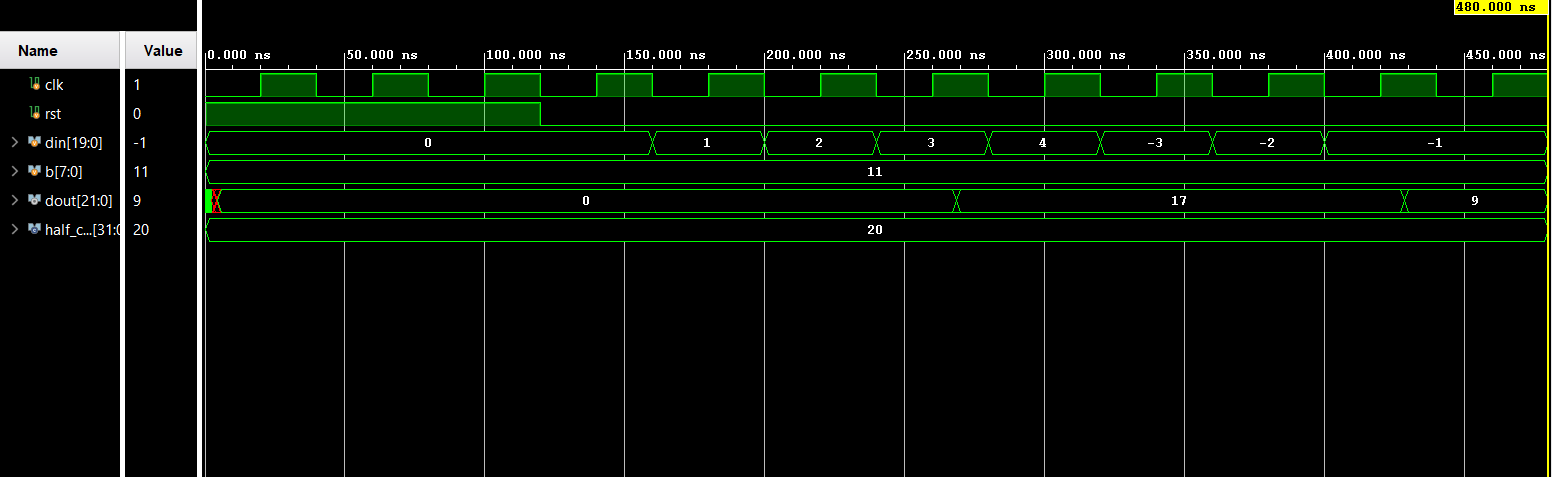 480.000 ns
Name Value
0.000 ns 50.000 ns 100.000 ns 150.000 ns 200.000 ns 250.000 ns 300.000 ns 350.000 ns 400.000 ns 450.000 ns
clk 1
rst 0
din[19:0] -1 0 1 2 3 4 -3 -2 -1
b[7:0] 11 11
dout[21:0] 9 0 17 9
half_c...[31:0 20 20